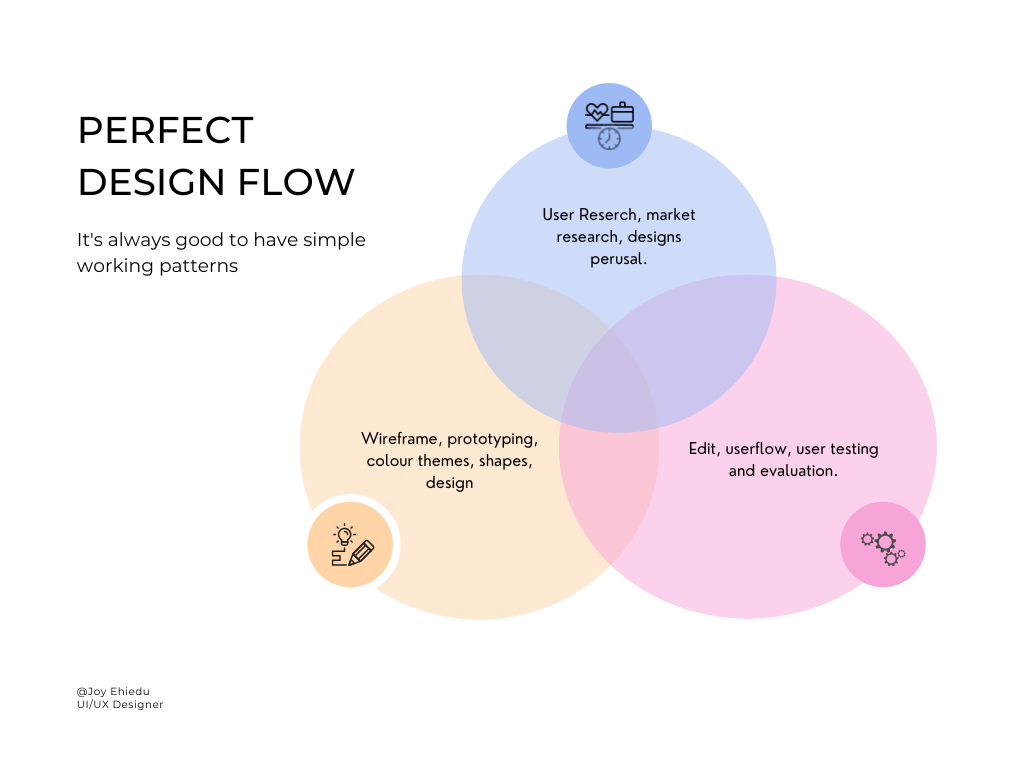 PERFECT
DESIGN FLOW
It's always good to have simple
working patterns
User Reserch, market
research, designs
perusal.
Wireframe, prototyping,
colour themes, shapes,
design
Edit, userflow, user testing
and evaluation.
@Joy Ehiedu
UI/UX Designer